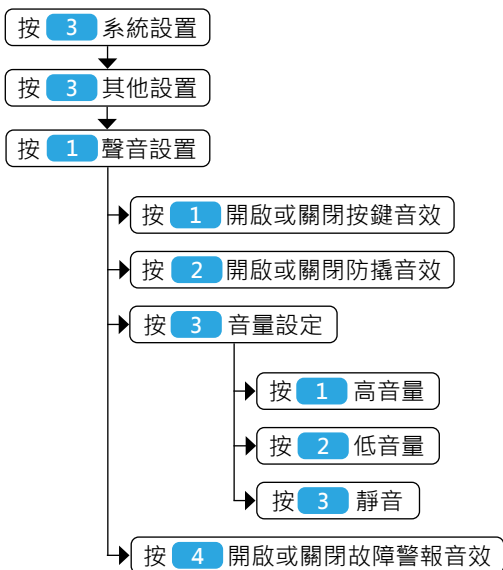 按 3 系統設置
按 3 其他設置
按 1 聲音設置
按 1 開啟或關閉按鍵音效
按 2 開啟或關閉防撬音效
按 3 音量設定
按 1 高音量
按 2 低音量
按 3 靜音
按 4 開啟或關閉故障警報音效